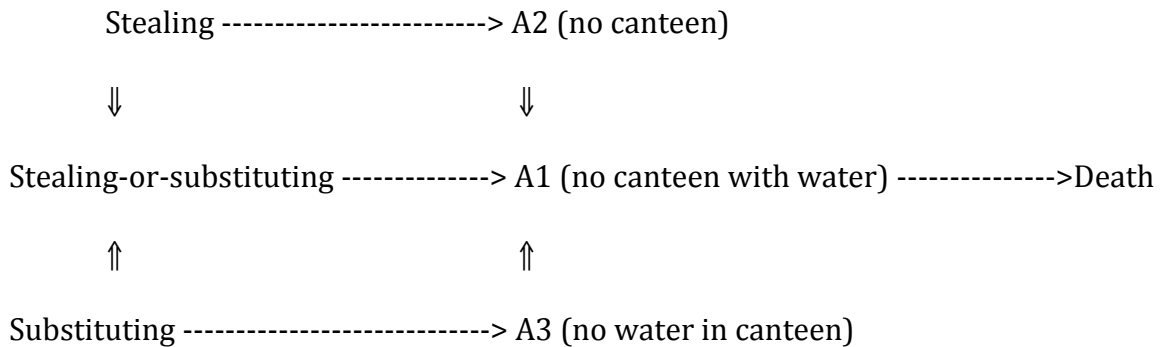 Stealing ------------------------> A2 (no canteen)
⇓ ⇓
Stealing-or-substituting --------------> A1 (no canteen with water) --------------->Death
⇑ ⇑
Substituting ----------------------------> A3 (no water in canteen)